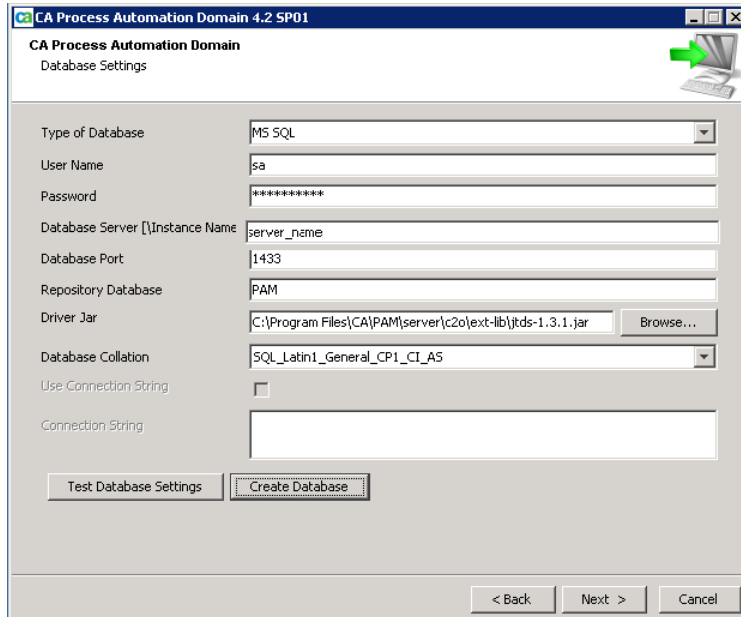 CA Process Automation Domain 4.2 SP01
CA Process Automation Domain
Database Settings
Type of Database MS SQL
User Name sa
Password **********
Database Server [\Instance Name server_name
Database Port 1433
Repository Database PAM
Driver Jar C:\Program Files\CA\PAM\server\c2o\ext-lib\jtds-1.3.1.jar Browse...
Database Collation SQL_Latin1_General_CP1_CI_AS
Use Connection String
Connection String
Test Database Settings Create Database
< Back Next > Cancel